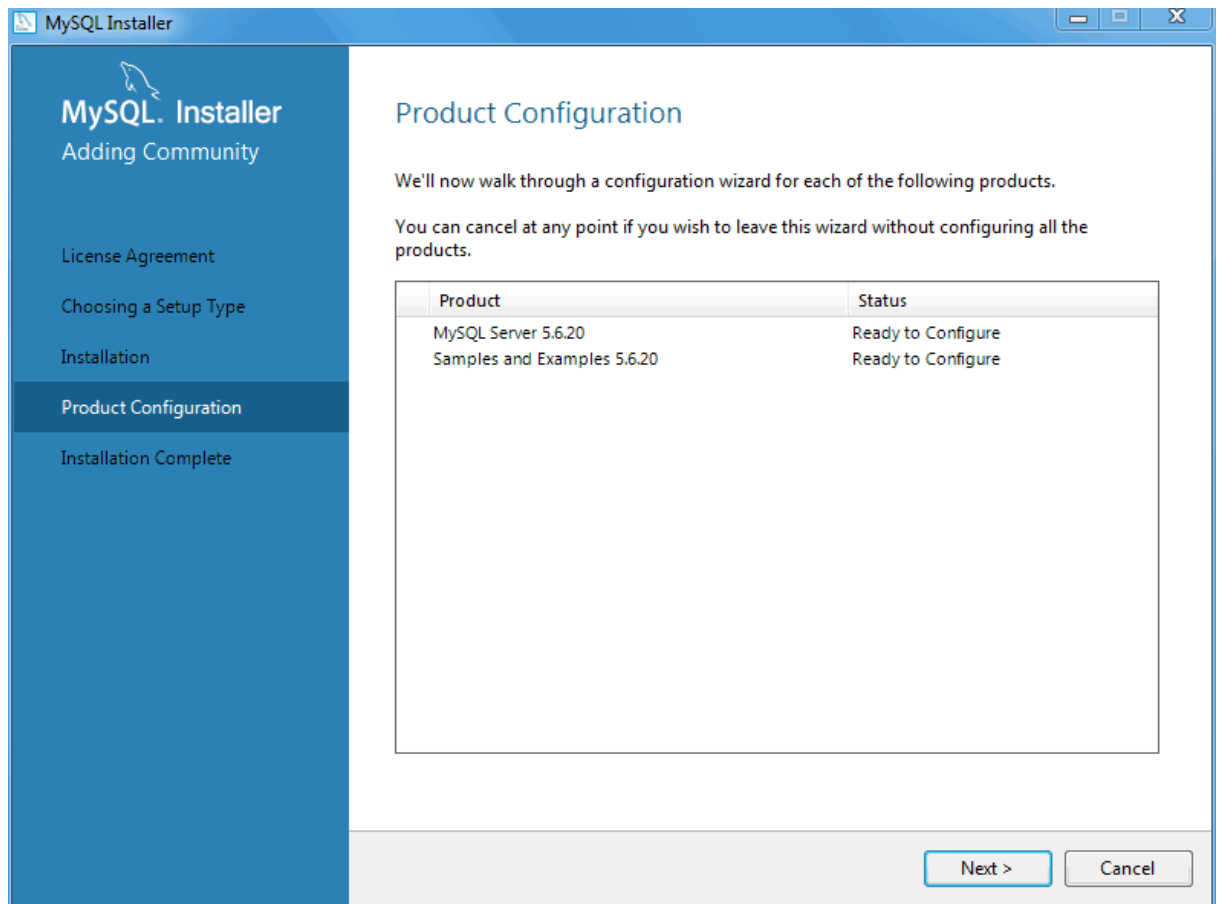 MySQL Installer
MySQL. Installer
Adding Community
License Agreement
Choosing a Setup Type
Installation
Product Configuration
Installation Complete
Product Configuration
We'll now walk through a configuration wizard for each of the following products.
You can cancel at any point if you wish to leave this wizard without configuring all the
products.
Product Status
MySQL Server 5.6.20 Ready to Configure
Samples and Examples 5.6.20 Ready to Configure
Next > Cancel